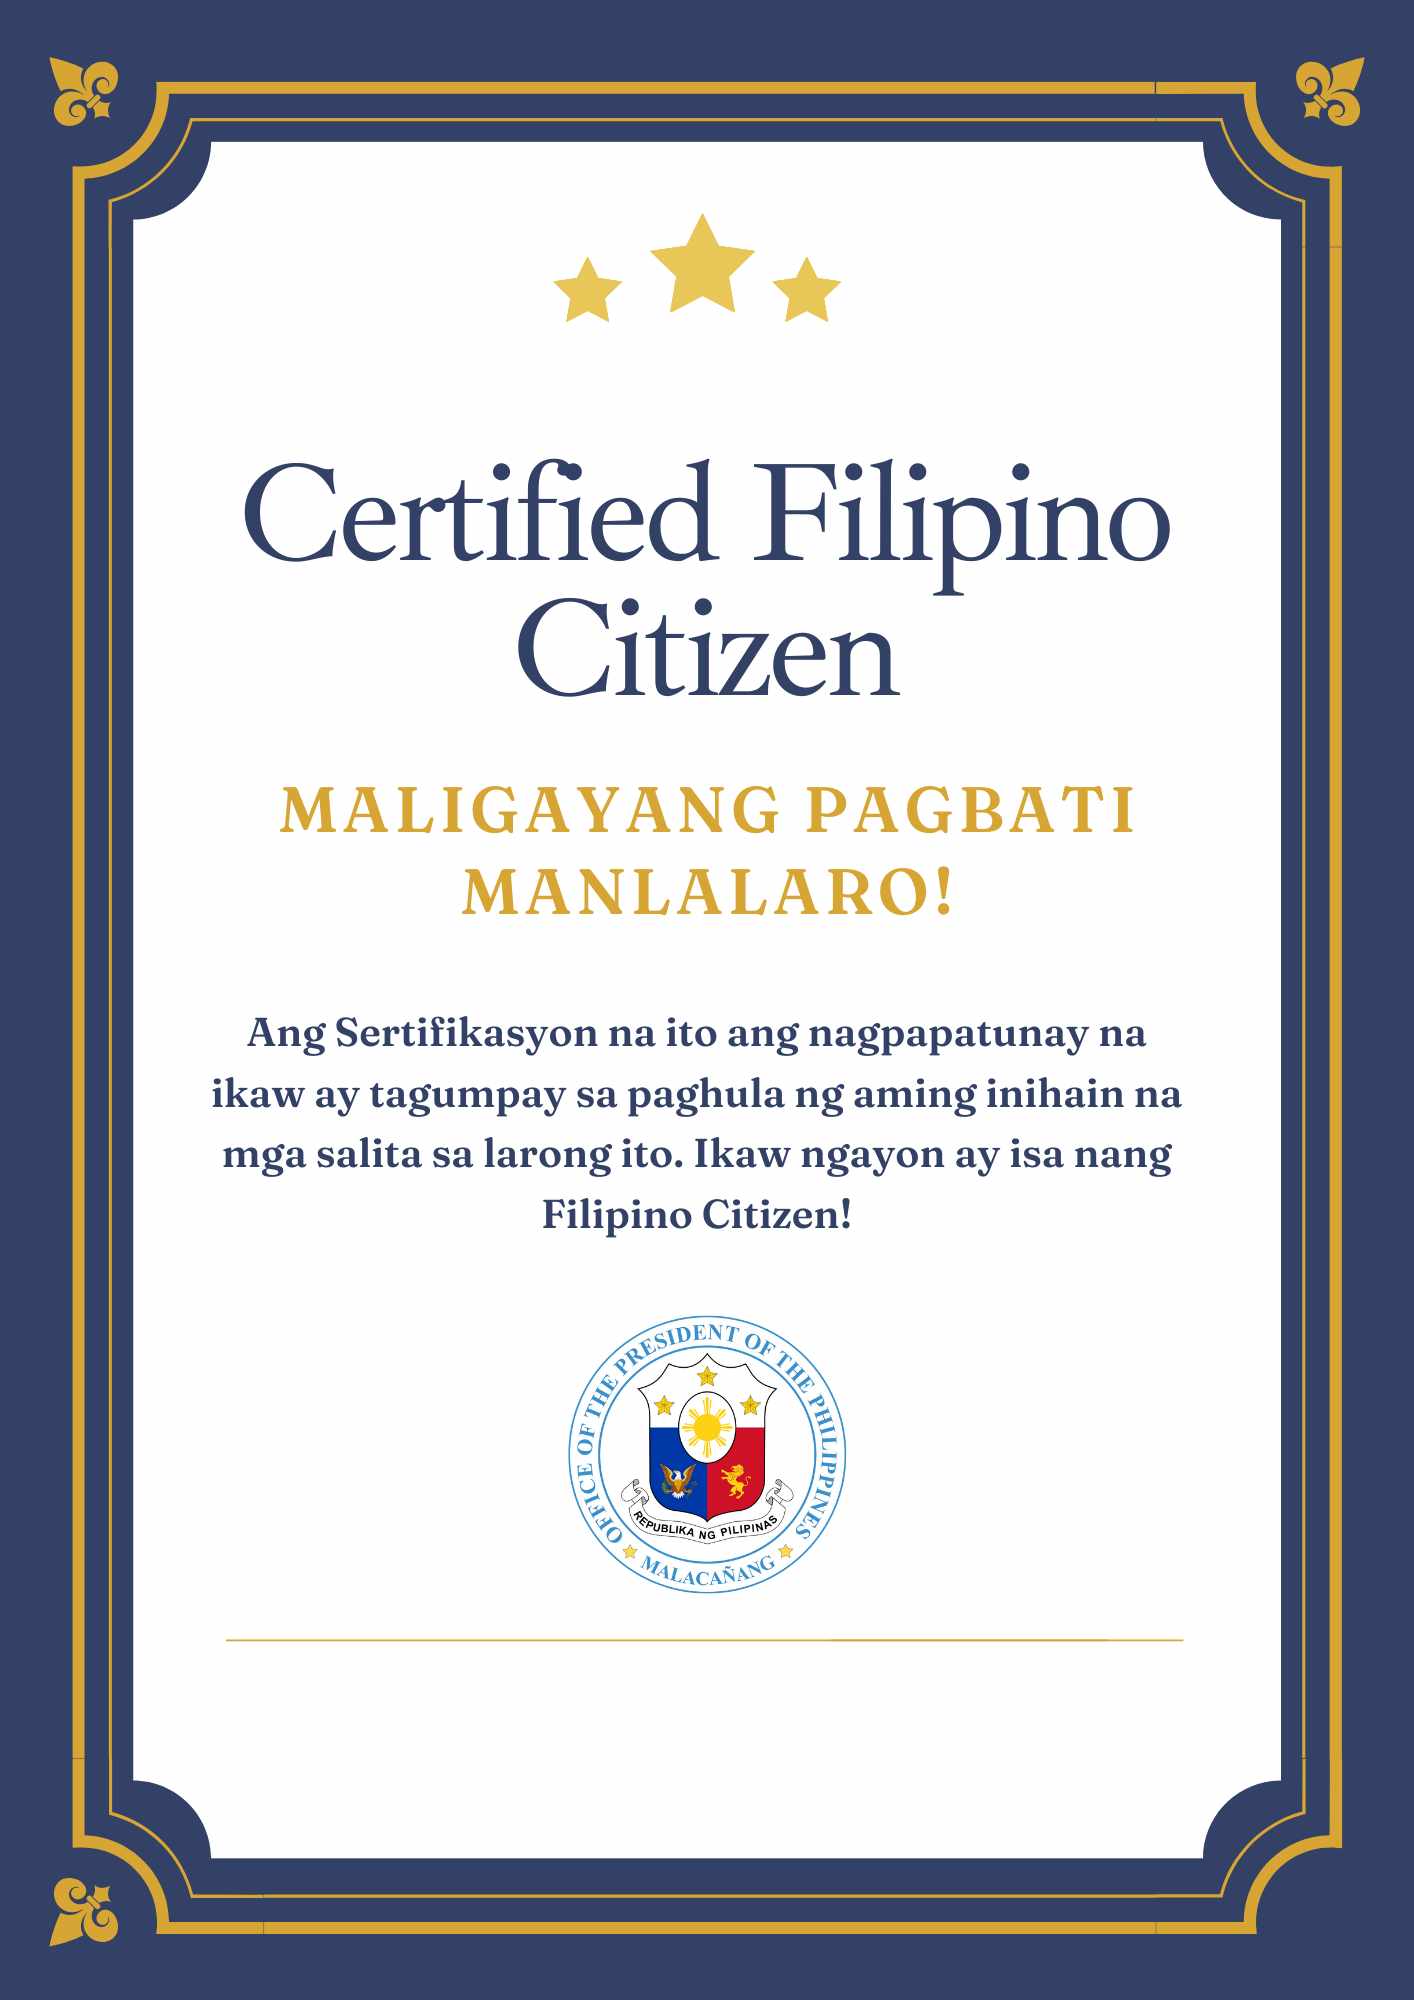 Certified Filipino
Citizen
MALIGAYANG PAGBATI
MANLALARO!
Ang Sertifikasyon na ito ang nagpapatunay na
ikaw ay tagumpay sa paghula ng aming inihain na
mga salita sa larong ito. Ikaw ngayon ay isa nang
Filipino Citizen!
OFFICE OF THE PRESIDENT OF THE PHILIPPINES
REPUBLIKA NG PILIPINAS
MALACAÑANG